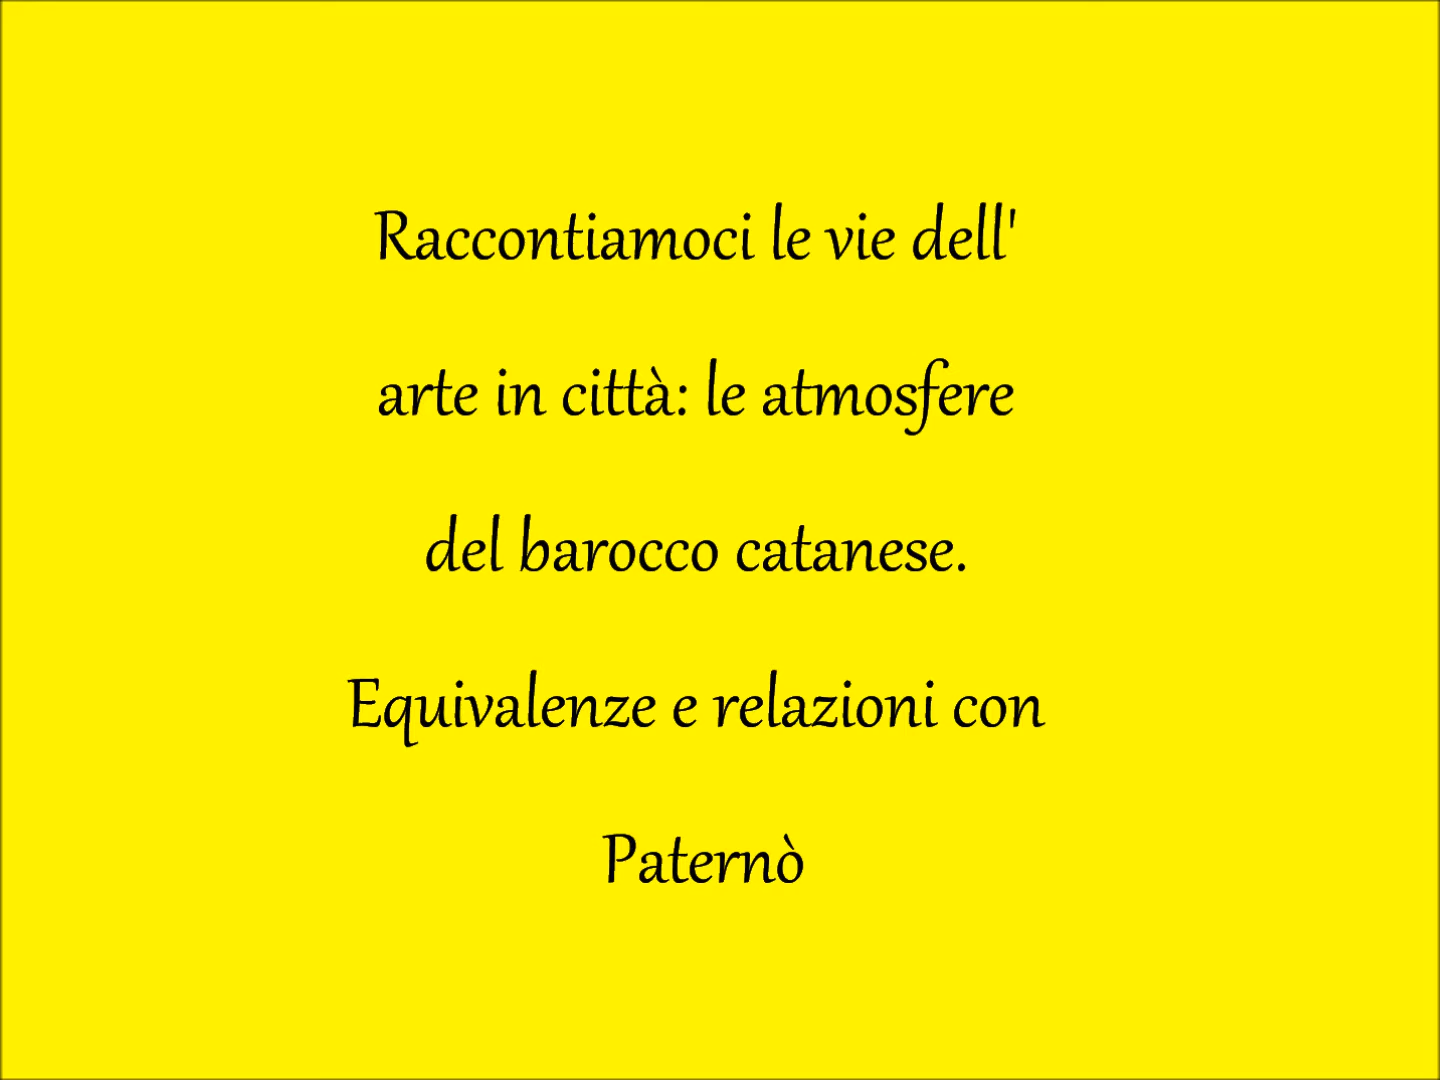 Raccontiamoci le vie dell'
arte in città: le atmosfere
del barocco catanese.
Equivalenze e relazioni con
Paternò